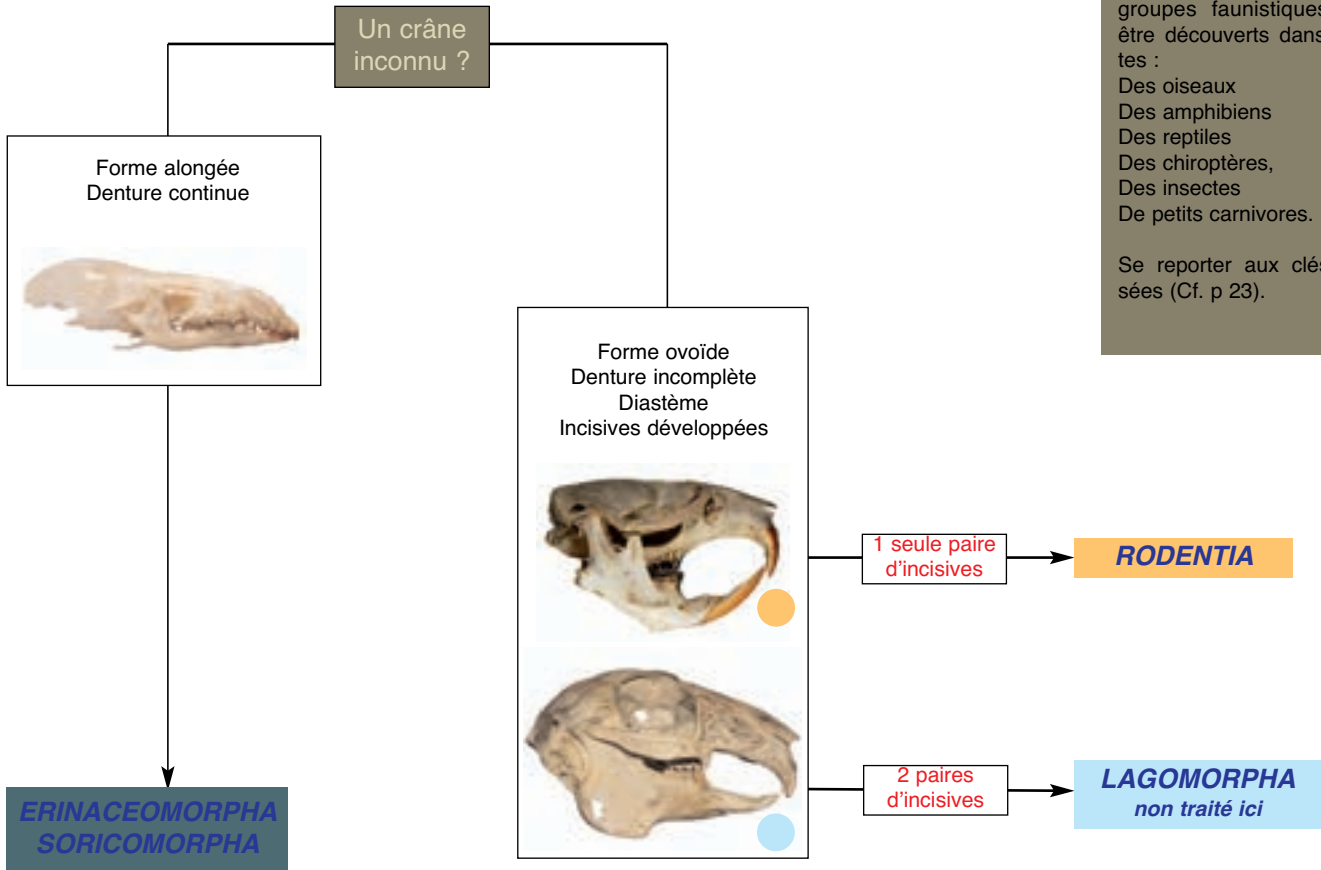 Un crâne
inconnu ?
groupes faunistiques
être découverts dans
tes :
Des oiseaux
Des amphibiens
Des reptiles
Des chiroptères,
Des insectes
De petits carnivores.
Se reporter aux clés
sées (Cf. p 23).
Forme alongée
Denture continue
Forme ovoïde
Denture incomplète
Diastème
Incisives développées
1 seule paire
d'incisives
RODENTIA
2 paires
d'incisives
LAGOMORPHA
non traité ici
ERINACEOMORPHA
SORICOMORPHA